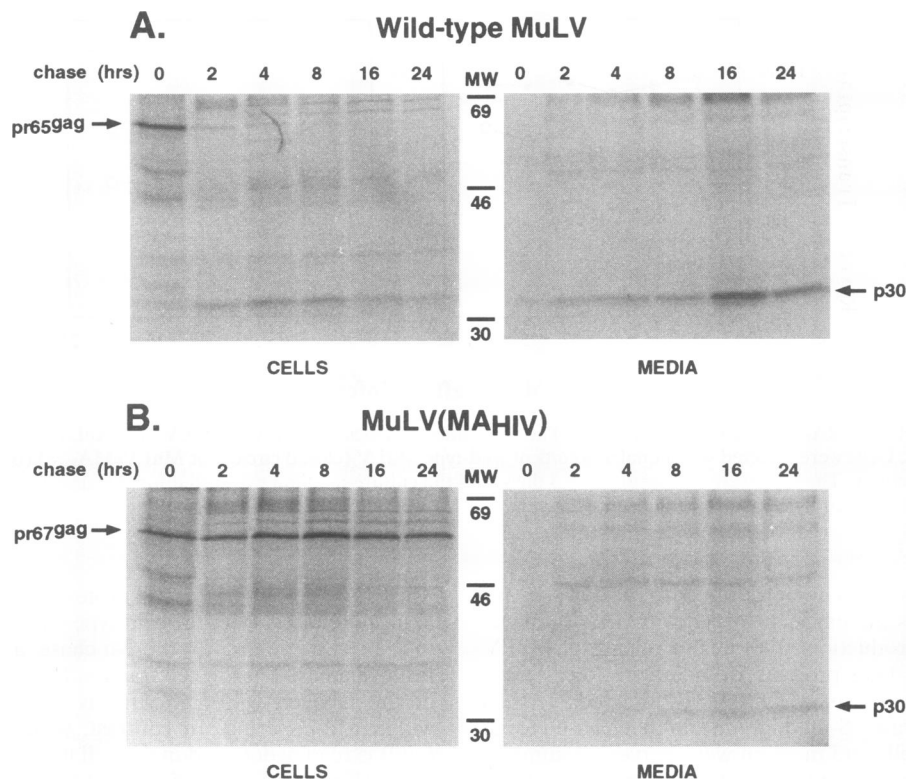 A. Wild-type MuLV
chase (hrs) 0 2 4 8 16 24 MW 0 2 4 8 16 24
69
pr65gag
46
p30
30
CELLS MEDIA
B. MuLV(MAHIV)
chase (hrs) 0 2 4 8 16 24 MW 0 2 4 8 16 24
69
pr67gag
46
p30
30
CELLS MEDIA